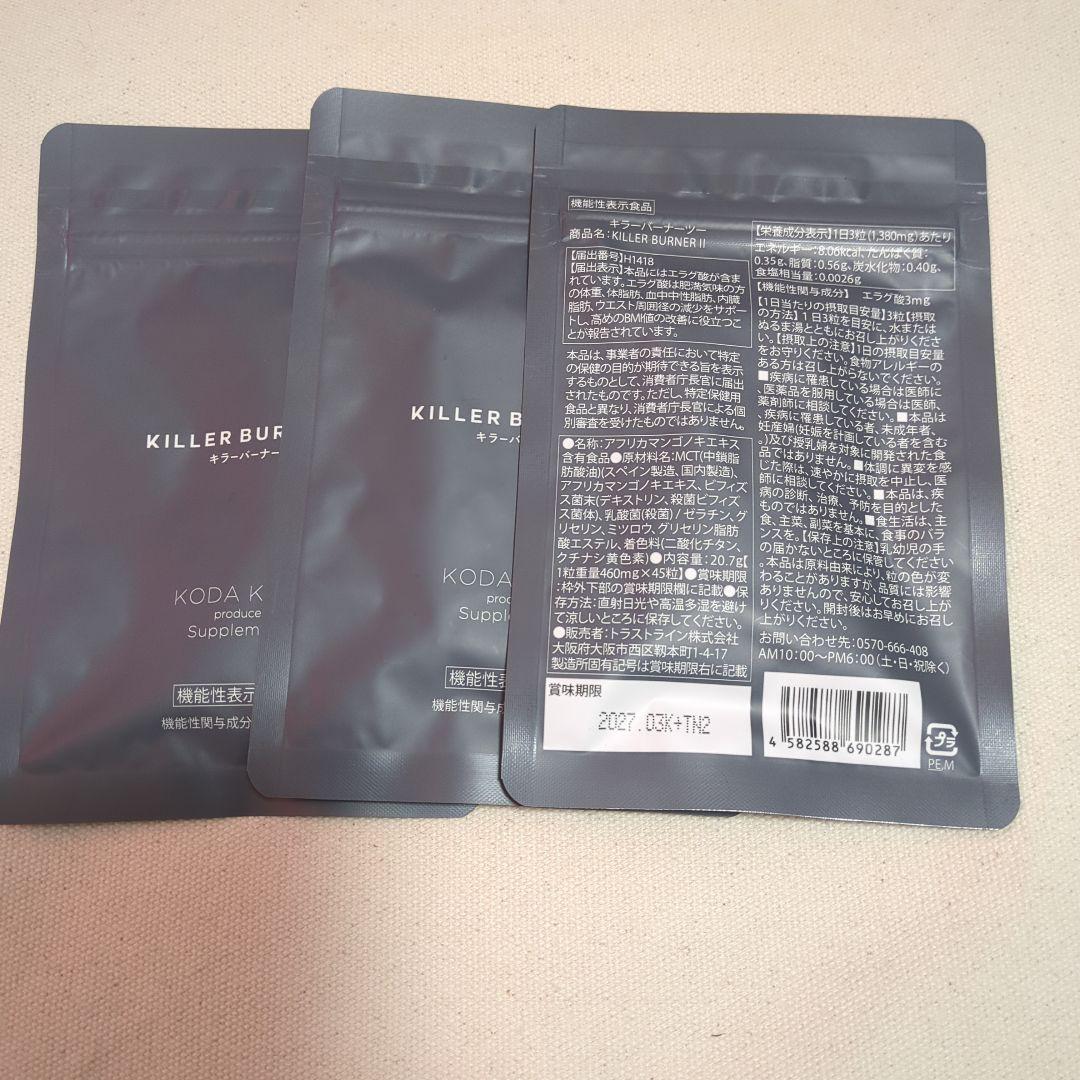 KILLER BUR
キラーバーナー
KODA K
produce
Supplem
機能性表示
機能性関与成分
KILLER BURN
キラーバ
KODA
produ
Supple
機能性表
機能性関与成
機能性表示食品
キラーバーナーツー
商品名:KILLER BURNER II
【届出番号】H1418
【届出表示】本品にはエラグ酸が含ま
れています。エラグ酸は肥満気味の方
の体重、体脂肪、血中中性脂肪、内臓
脂肪、ウエスト周囲径の減少をサポー
トし、高めのBMI値の改善に役立つこ
とが報告されています。
本品は、事業者の責任において特定
の保健の目的が期待できる旨を表示
するものとして、消費者庁長官に届出
されたものです。ただし、特定保健用
食品と異なり、消費者庁長官による個
別審査を受けたものではありません。
●名称:アフリカマンゴノキエキス
含有食品●原材料名:MCT(中鎖脂
肪酸油)(スペイン製造、国内製造)、
アフリカマンゴノキエキス、ビフィズ
ス菌末(デキストリン、殺菌ビフィズ
ス菌体)、乳酸菌(殺菌) / ゼラチン、グ
リセリン、ミツロウ、グリセリン脂肪
酸エステル、着色料(二酸化チタン、
クチナシ黄色素)●内容量:20.7g【
1粒重量460mg×45粒】●賞味期限
:枠外下部の賞味期限欄に記載●保
存方法:直射日光や高温多湿を避け
て涼しいところに保存してください。
●販売者:トラストライン株式会社
大阪府大阪市西区靱本町1-4-17
製造所固有記号は賞味期限右に記載
賞味期限
2027.03K+TN2
【栄養成分表示】1日3粒(1,380mg)あたり
エネルギー:8.06kcal、たんぱく質:
0.35g、脂質:0.56g、炭水化物:0.40g、
食塩相当量:0.0026g
【機能性関与成分】 エラグ酸3mg
【1日当たりの摂取目安量】3粒【摂取
の方法】1日3粒を目安に、水または
ぬるま湯とともにお召し上がりくださ
い。【摂取上の注意】1日の摂取目安量
をお守りください。食物アレルギーの
ある方は召し上がらないでください。
■疾病に罹患している場合は医師に、
医薬品を服用している場合は医師、
薬剤師に相談してください。■本品は
、疾病に罹患している者、未成年者、
妊産婦(妊娠を計画している者を含む
。)及び授乳婦を対象に開発された食
品ではありません。■体調に異変を感
じた際は、速やかに摂取を中止し、医
師に相談してください。■本品は、疾
病の診断、治療、予防を目的とした
ものではありません。■食生活は、主
食、主菜、副菜を基本に、食事のバラ
ンスを。【保存上の注意】乳幼児の手
の届かないところに保管してください
。本品は原料由来により、粒の色が変
わることがありますが、品質には影響
ありませんので、安心してお召し上が
りください。開封後はお早めにお召し
上がりください。
お問い合わせ先:0570-666-408
AM10:00〜PM6:00(土・日・祝除く)
4 582588 690287
プラ
PE,M